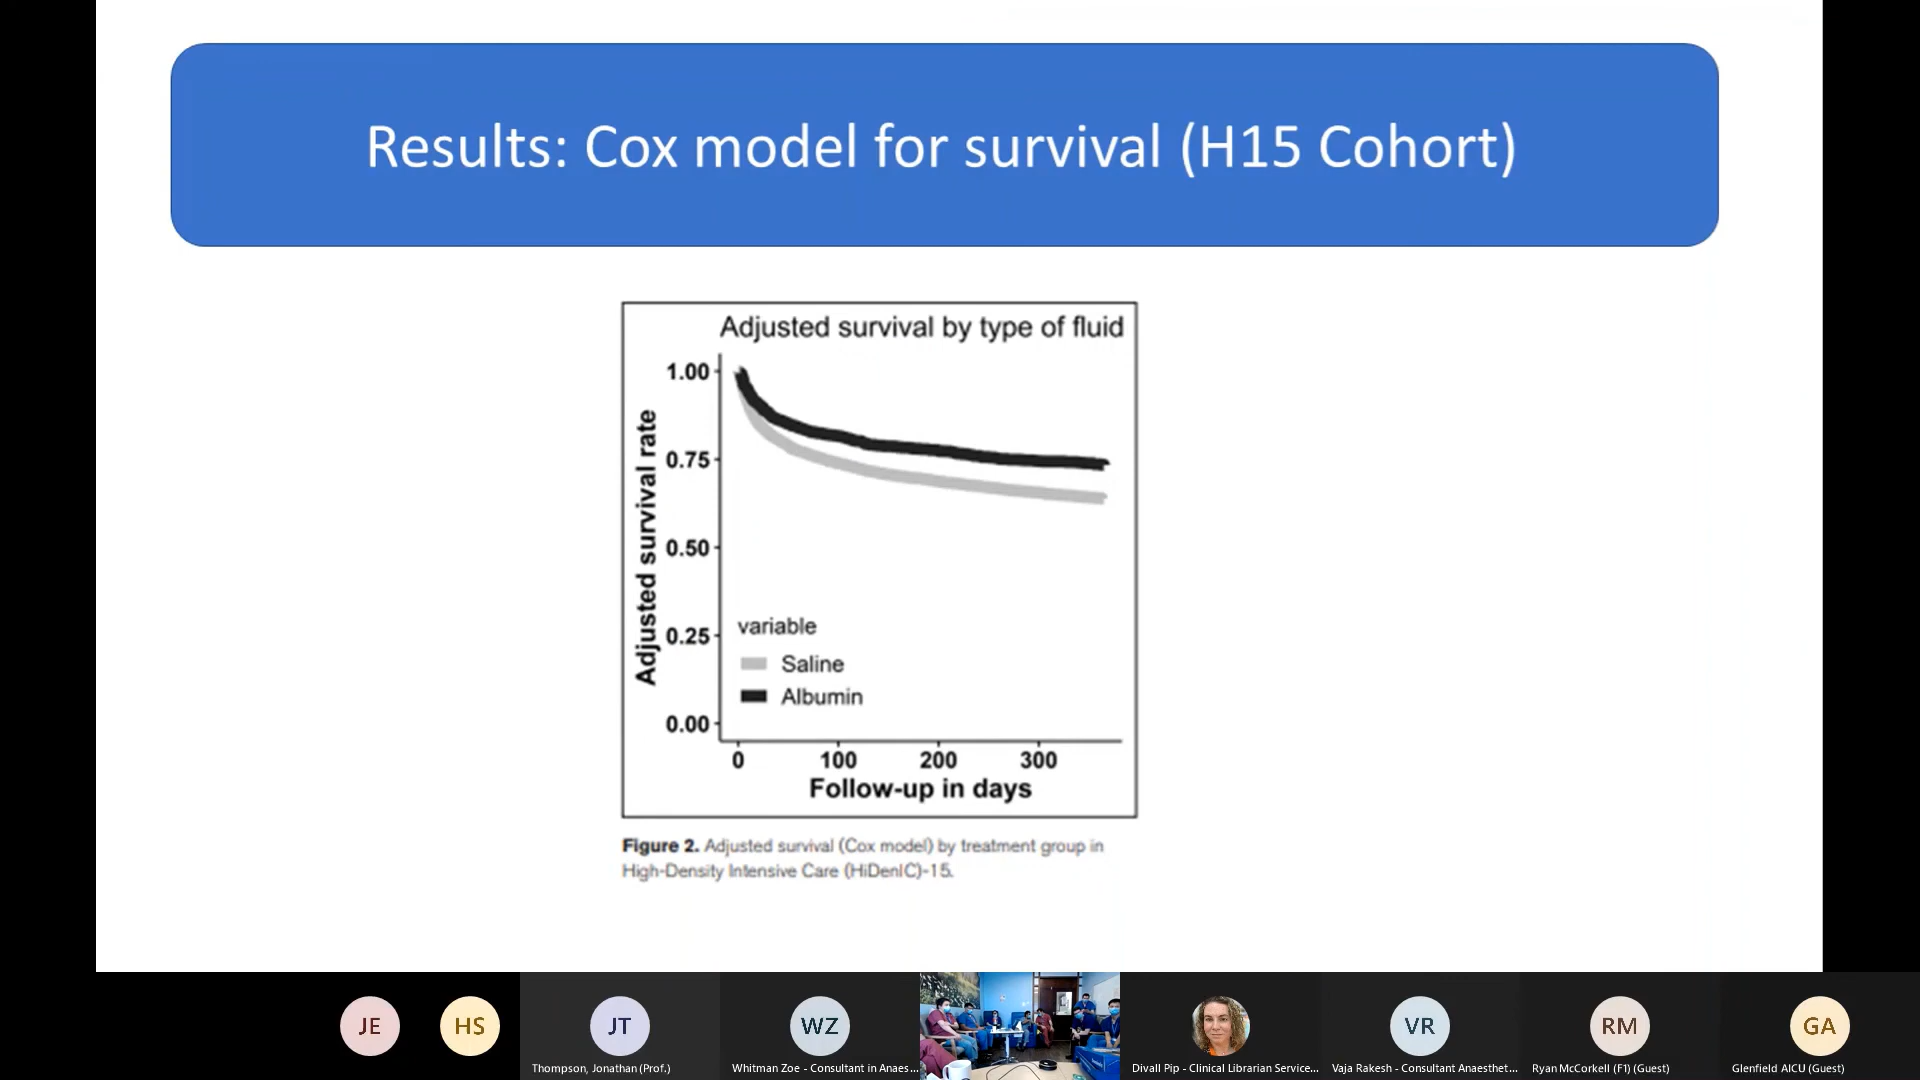 Results: Cox model for survival (H15 Cohort)
Adjusted survival by type of fluid
Adjusted survival rate
1.00
0.75
0.50
0.25
0.00
variable
Saline
Albumin
0 100 200 300
Follow-up in days
Figure 2. Adjusted survival (Cox model) by treatment group in
High-Density Intensive Care (HiDenIC)-15.
JE HS JT WZ VR RM GA
Thompson, Jonathan (Prof.)
Whitman Zoe - Consultant in Anaes...
Divall Pip - Clinical Librarian Service...
Vaja Rakesh - Consultant Anaesthet...
Ryan McCorkell (F1) (Guest)
Glenfield AICU (Guest)